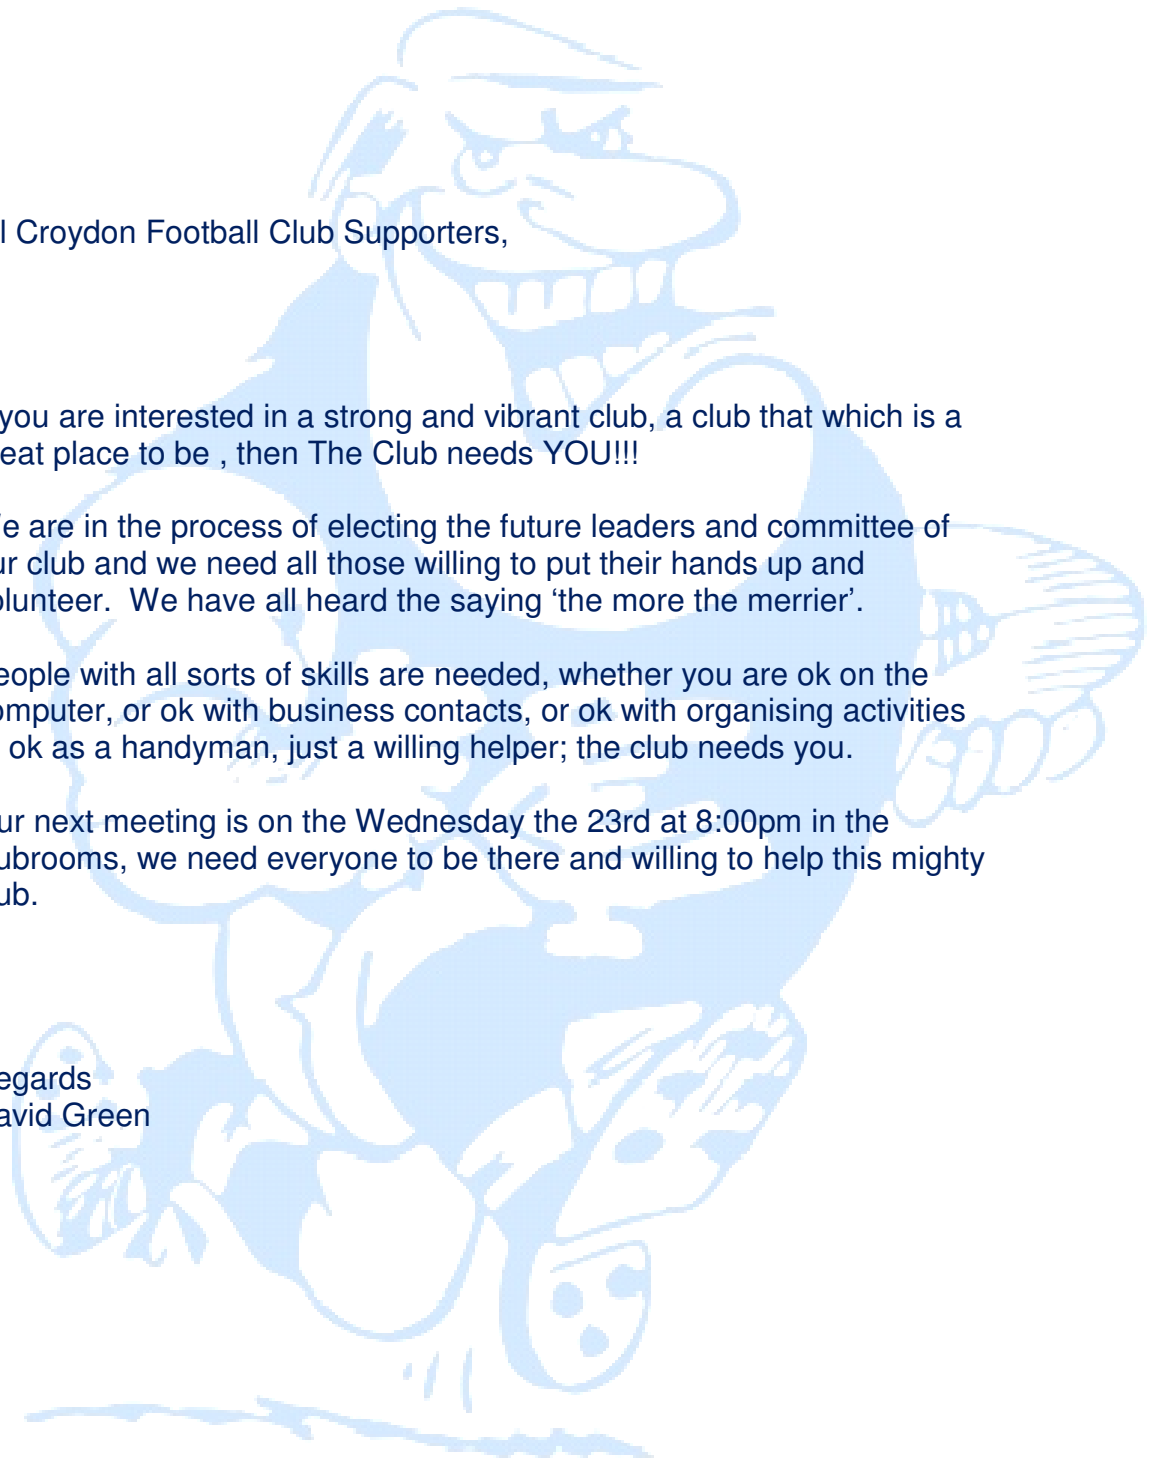 l Croydon Football Club Supporters,
you are interested in a strong and vibrant club, a club that which is a
eat place to be , then The Club needs YOU!!!
e are in the process of electing the future leaders and committee of
ur club and we need all those willing to put their hands up and
olunteer. We have all heard the saying ‘the more the merrier’.
eople with all sorts of skills are needed, whether you are ok on the
omputer, or ok with business contacts, or ok with organising activities
ok as a handyman, just a willing helper; the club needs you.
ur next meeting is on the Wednesday the 23rd at 8:00pm in the
ubrooms, we need everyone to be there and willing to help this mighty
ub.
egards
avid Green